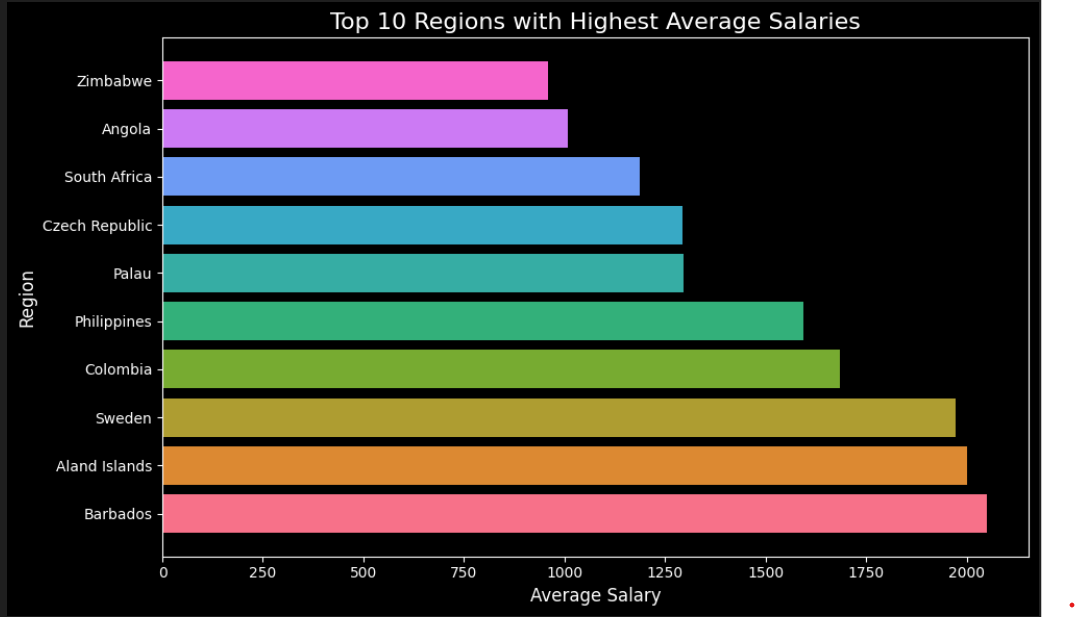 Top 10 Regions with Highest Average Salaries
Region
Zimbabwe
Angola
South Africa
Czech Republic
Palau
Philippines
Colombia
Sweden
Aland Islands
Barbados
0 250 500 750 1000 1250 1500 1750 2000
Average Salary